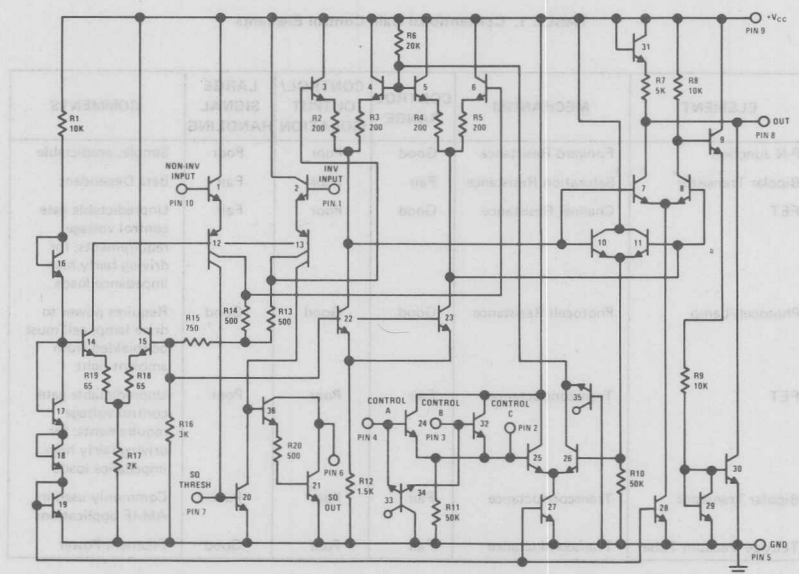 +VCC
PIN 9
R6
20K
31
R7
5K
R8
10K
3
4
5
6
OUT
PIN 8
9
R1
10K
R2
200
R3
200
R4
200
R5
200
NON-INV
INPUT
INV
INPUT
1
2
PIN 10
PIN 1
7
8
12
13
10
11
16
R14
500
R13
500
R15
750
22
23
14
15
R19
65
R18
65
R9
10K
CONTROL
A
CONTROL
B
CONTROL
C
35
17
R16
3K
36
24
32
PIN 4
PIN 3
PIN 2
18
R17
2K
R20
500
PIN 6
25
26
30
R12
1.5K
R10
50K
SQ
THRESH
SQ
OUT
33
34
R11
50K
19
PIN 7
20
21
27
28
29
GND
PIN 5